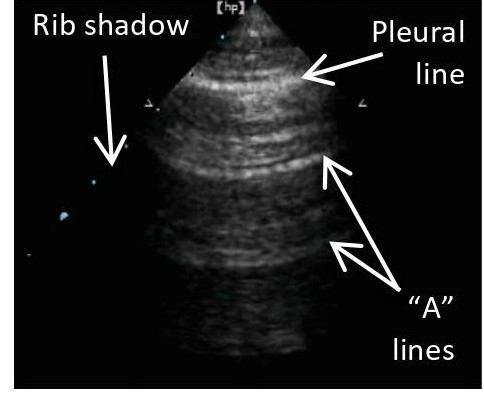 [hp]
Rib shadow
Pleural
line
“A”
lines